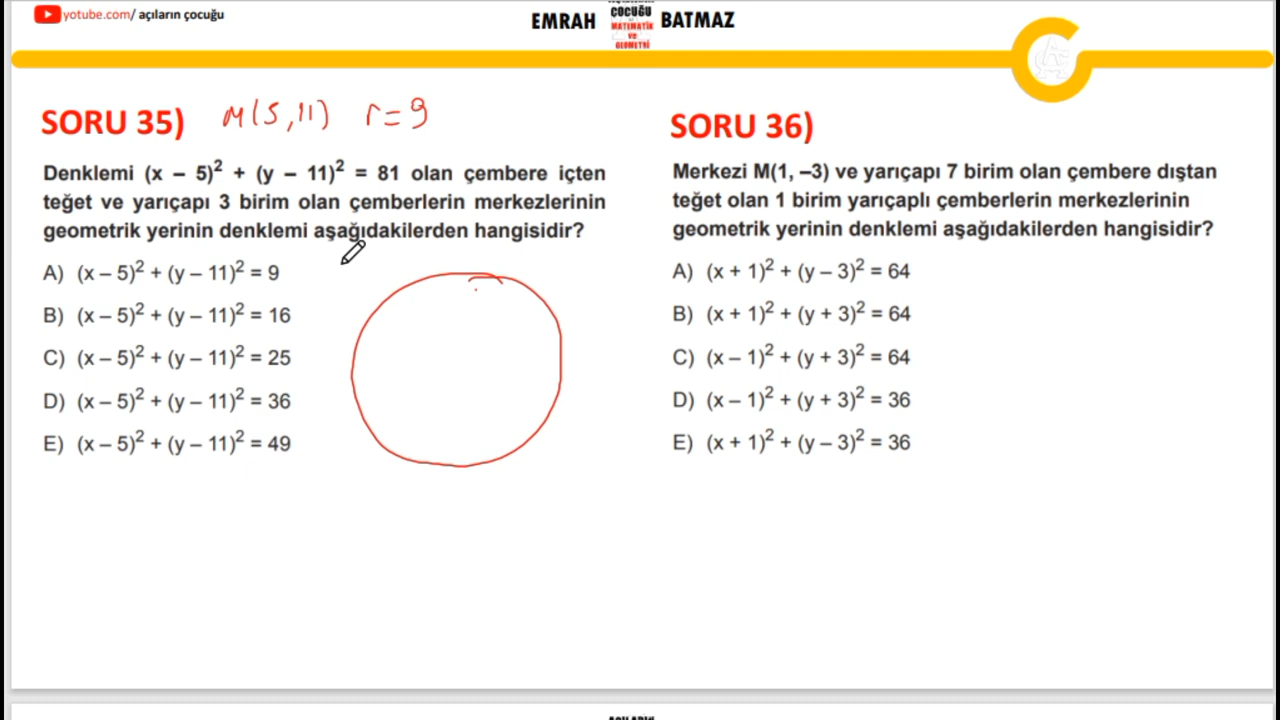 yotube.com/ açıların çocuğu
EMRAH
ÇOCUĞU
MATEMATİK
ve
GEOMETRİ
BATMAZ
SORU 35) M(5,11) r=9
Denklemi (x – 5)² + (y – 11)² = 81 olan çembere içten
teğet ve yarıçapı 3 birim olan çemberlerin merkezlerinin
geometrik yerinin denklemi aşağıdakilerden hangisidir?
A) (x – 5)² + (y – 11)² = 9
B) (x – 5)² + (y – 11)² = 16
C) (x – 5)² + (y – 11)² = 25
D) (x – 5)² + (y – 11)² = 36
E) (x – 5)² + (y – 11)² = 49
SORU 36)
Merkezi M(1, –3) ve yarıçapı 7 birim olan çembere dıştan
teğet olan 1 birim yarıçaplı çemberlerin merkezlerinin
geometrik yerinin denklemi aşağıdakilerden hangisidir?
A) (x + 1)² + (y – 3)² = 64
B) (x + 1)² + (y + 3)² = 64
C) (x – 1)² + (y + 3)² = 64
D) (x – 1)² + (y + 3)² = 36
E) (x + 1)² + (y – 3)² = 36